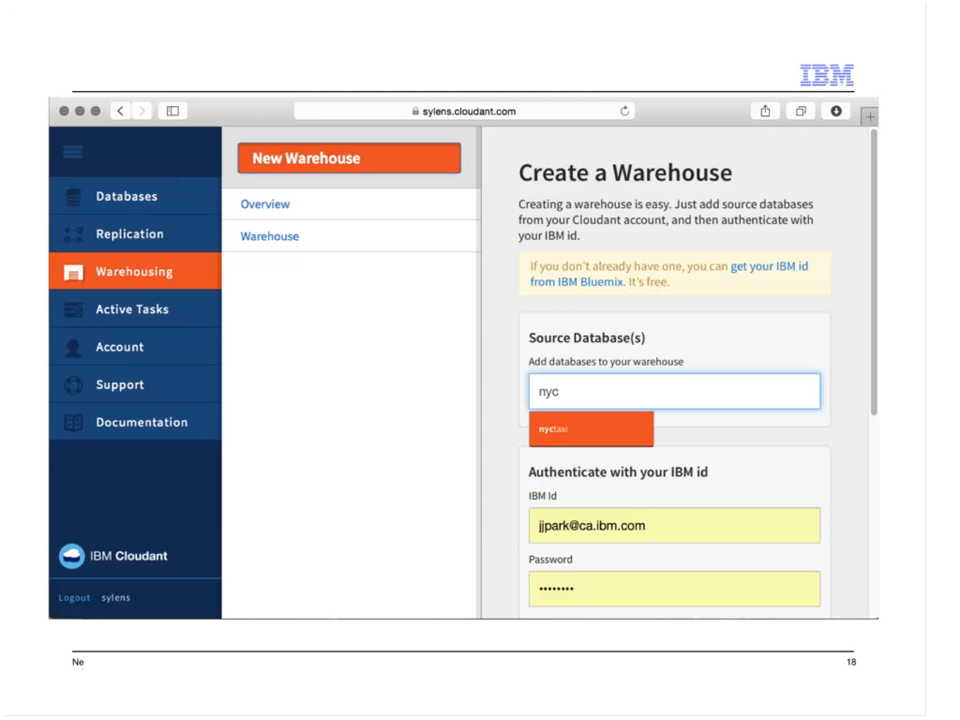 IBM
sylens.cloudant.com
New Warehouse
Create a Warehouse
Databases
Overview
Creating a warehouse is easy. Just add source databases
from your Cloudant account, and then authenticate with
your IBM id.
Replication
Warehouse
Warehousing
If you don't already have one, you can get your IBM id
from IBM Bluemix. It's free.
Active Tasks
Account
Source Database(s)
Add databases to your warehouse
Support
nyc
Documentation
nyctaxi
Authenticate with your IBM id
IBM Id
jjpark@ca.ibm.com
IBM Cloudant
Password
••••••••
Logout sylens
Ne
18